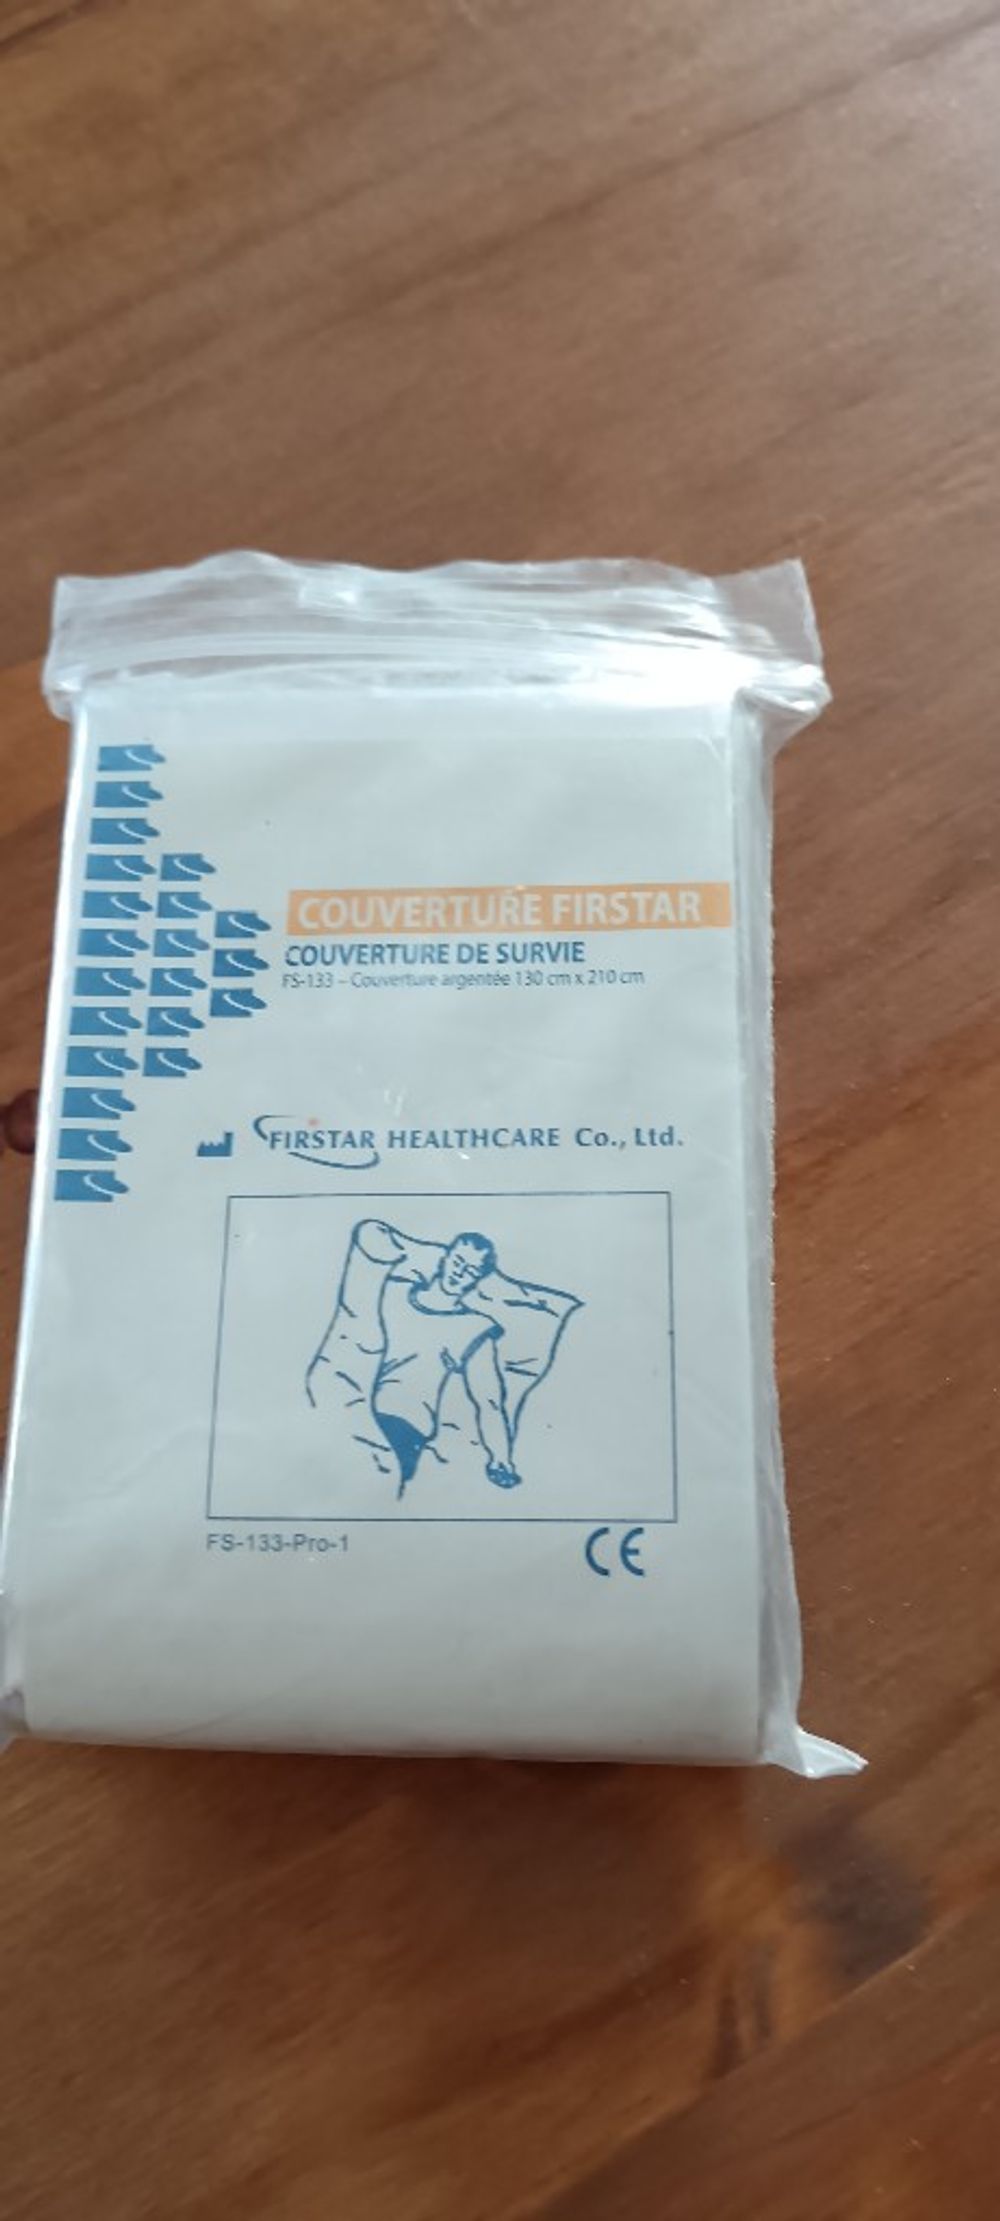 COUVERTURE FIRSTAR
COUVERTURE DE SURVIE
FS-133 – Couverture argentée 130 cm x 210 cm
FIRSTAR HEALTHCARE Co., Ltd.
FS-133-Pro-1
CE